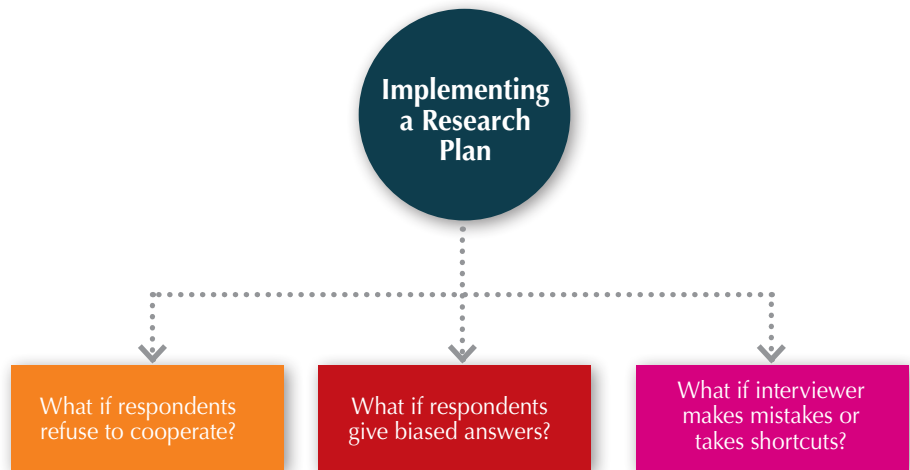 Implementing
a Research
Plan
What if respondents
refuse to cooperate?
What if respondents
give biased answers?
What if interviewer
makes mistakes or
takes shortcuts?